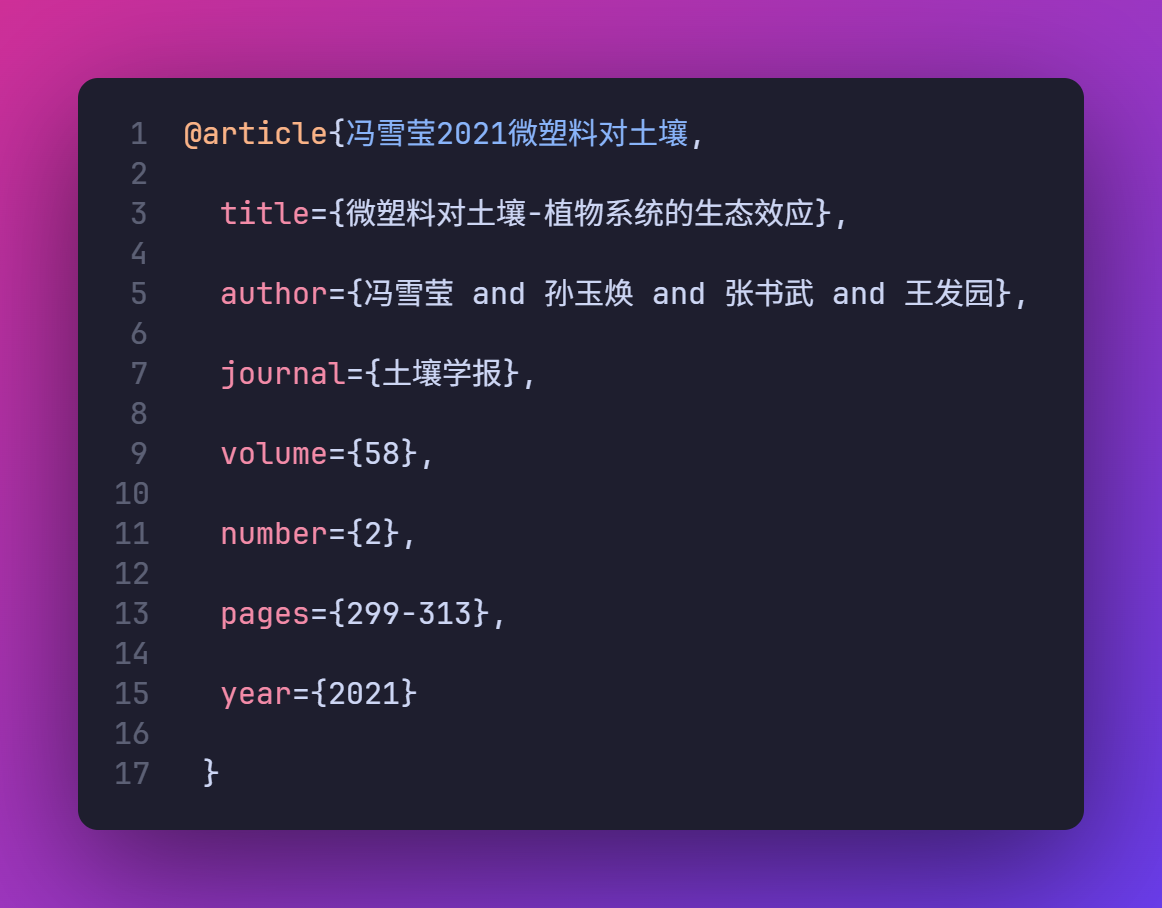 1 @article{冯雪莹2021微塑料对土壤,
2
3 title={微塑料对土壤-植物系统的生态效应},
4
5 author={冯雪莹 and 孙玉焕 and 张书武 and 王发园},
6
7 journal={土壤学报},
8
9 volume={58},
10
11 number={2},
12
13 pages={299-313},
14
15 year={2021}
16
17 }